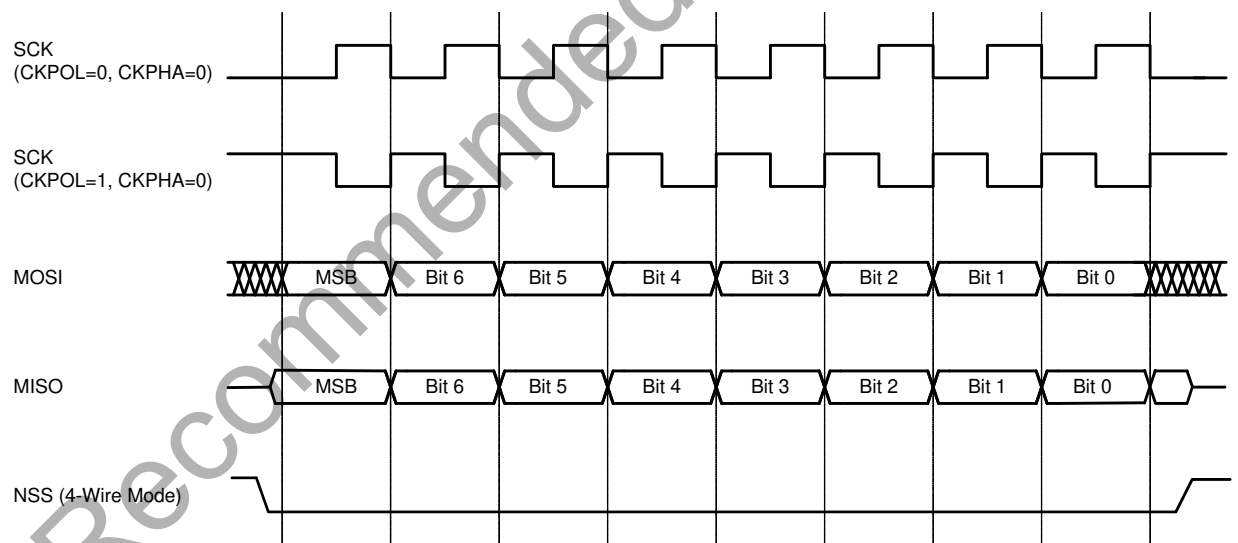 SCK
(CKPOL=0, CKPHA=0)
SCK
(CKPOL=1, CKPHA=0)
MOSI
MSB Bit 6 Bit 5 Bit 4 Bit 3 Bit 2 Bit 1 Bit 0
MISO
MSB Bit 6 Bit 5 Bit 4 Bit 3 Bit 2 Bit 1 Bit 0
NSS (4-Wire Mode)
Recommended